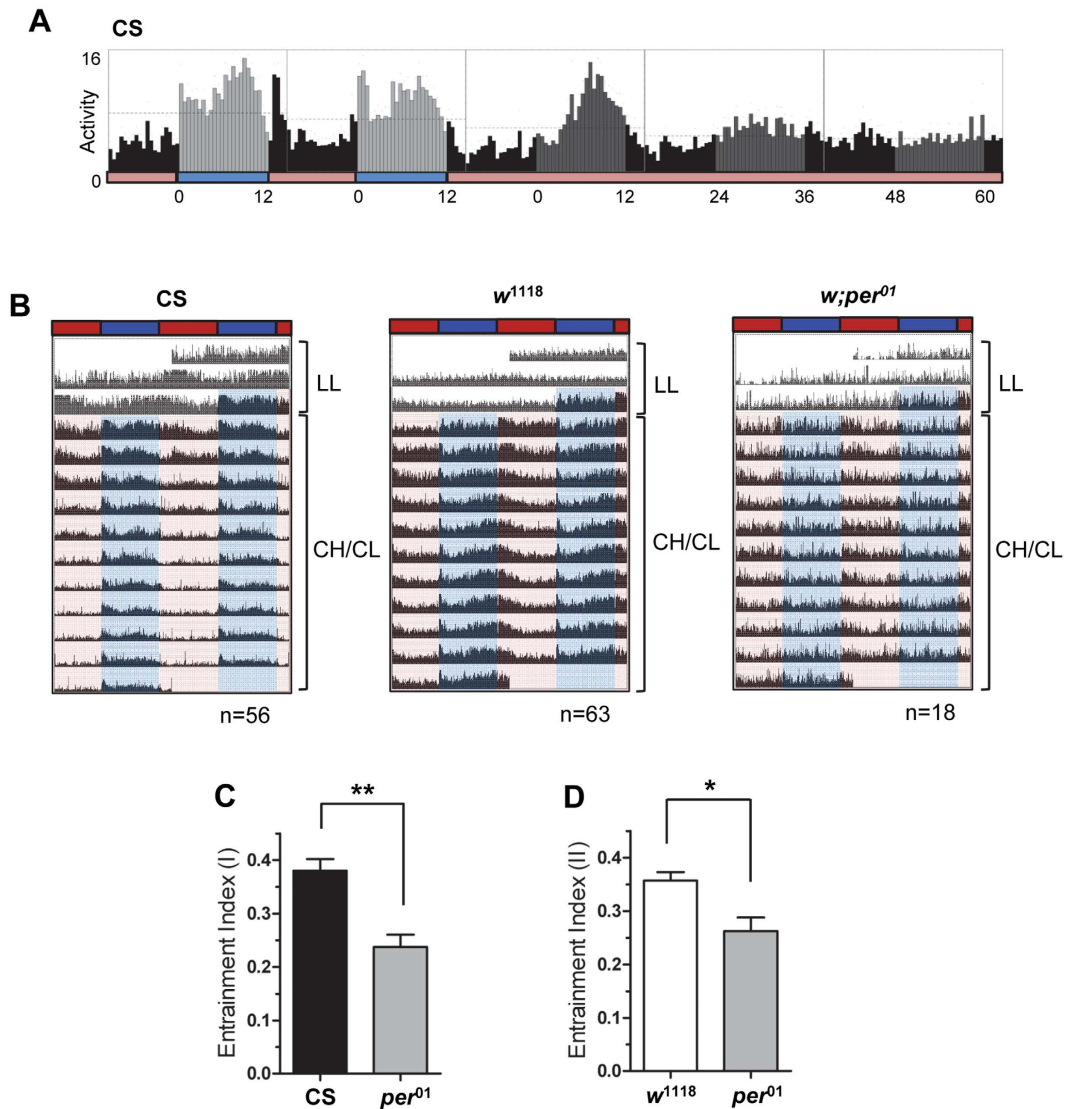 A
CS
16
Activity
0
0 12 0 12 0 12 24 36 48 60
B
CS
w1118
w;per01
LL
LL
LL
CH/CL
CH/CL
CH/CL
n=56
n=63
n=18
C
**
Entrainment Index (I)
0.4
0.3
0.2
0.1
0.0
CS per01
D
*
Entrainment Index (II)
0.4
0.3
0.2
0.1
0.0
w1118 per01